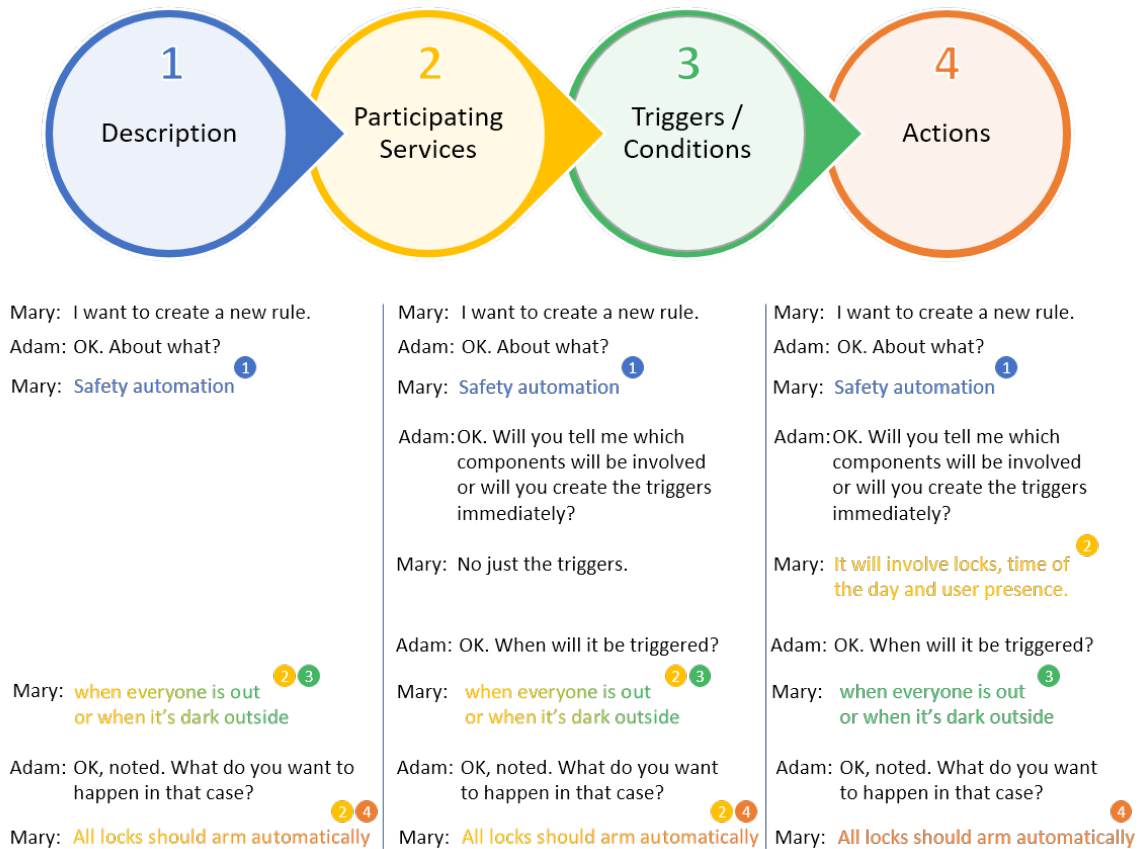 1
Description
2
Participating
Services
3
Triggers /
Conditions
4
Actions
Mary: I want to create a new rule.
Adam: OK. About what?
1
Mary: Safety automation
2 3
Mary: when everyone is out
or when it's dark outside
Adam: OK, noted. What do you want to
happen in that case?
2 4
Mary: All locks should arm automatically
Mary: I want to create a new rule.
Adam: OK. About what?
1
Mary: Safety automation
Adam: OK. Will you tell me which
components will be involved
or will you create the triggers
immediately?
Mary: No just the triggers.
Adam: OK. When will it be triggered?
2 3
Mary: when everyone is out
or when it's dark outside
Adam: OK, noted. What do you want
to happen in that case?
2 4
Mary: All locks should arm automatically
Mary: I want to create a new rule.
Adam: OK. About what?
1
Mary: Safety automation
Adam: OK. Will you tell me which
components will be involved
or will you create the triggers
immediately?
2
Mary: It will involve locks, time of
the day and user presence.
Adam: OK. When will it be triggered?
3
Mary: when everyone is out
or when it's dark outside
Adam: OK, noted. What do you want
to happen in that case?
4
Mary: All locks should arm automatically